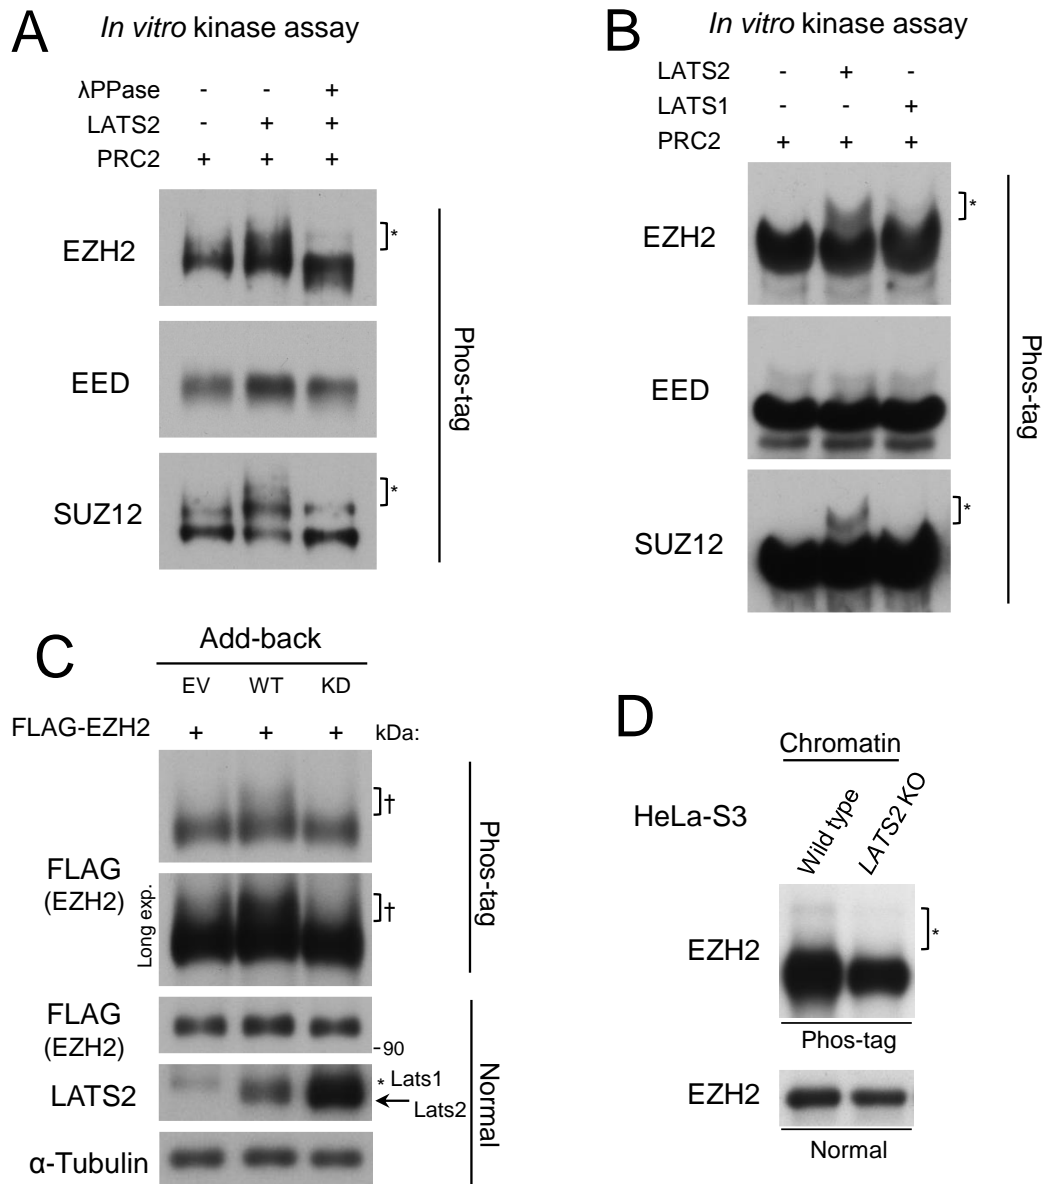 A
In vitro kinase assay
λPPase - - +
LATS2 - + +
PRC2 + + +
EZH2
*
EED
SUZ12
*
Phos-tag
B
In vitro kinase assay
LATS2 - + -
LATS1 - - +
PRC2 + + +
EZH2
*
EED
SUZ12
*
Phos-tag
C
Add-back
EV WT KD
FLAG-EZH2 + + + kDa:
†
FLAG
(EZH2)
Long exp.
†
Phos-tag
FLAG
(EZH2)
-90
LATS2
* Lats1
Lats2
α-Tubulin
Normal
D
Chromatin
HeLa-S3
Wild type
LATS2 KO
EZH2
*
Phos-tag
EZH2
Normal